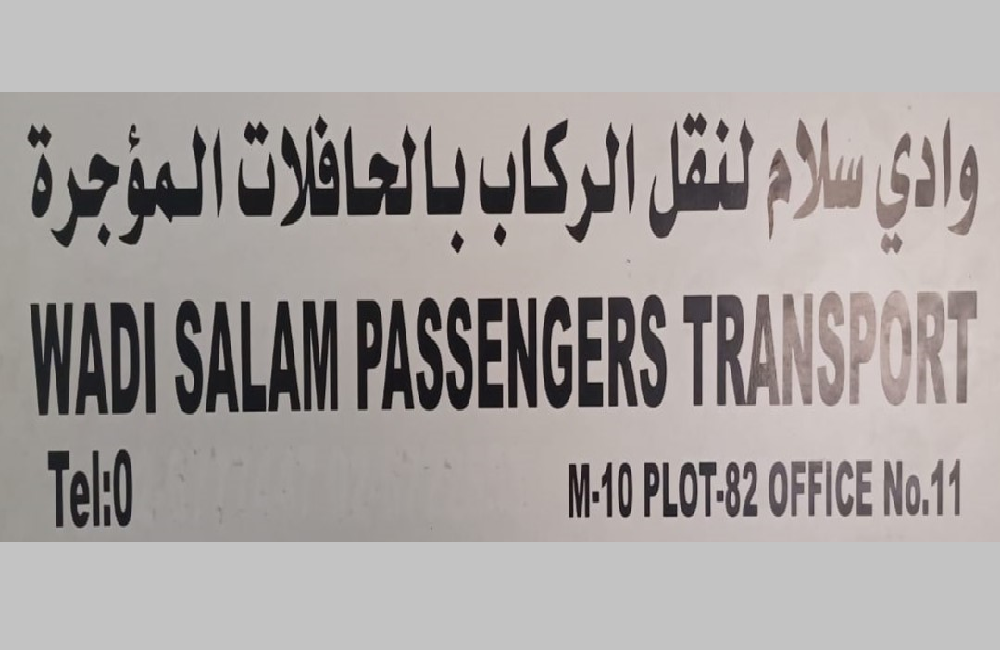 وادي سلام لنقل الركاب بالحافلات المؤجرة
WADI SALAM PASSENGERS TRANSPORT
Tel:0
M-10 PLOT-82 OFFICE No.11